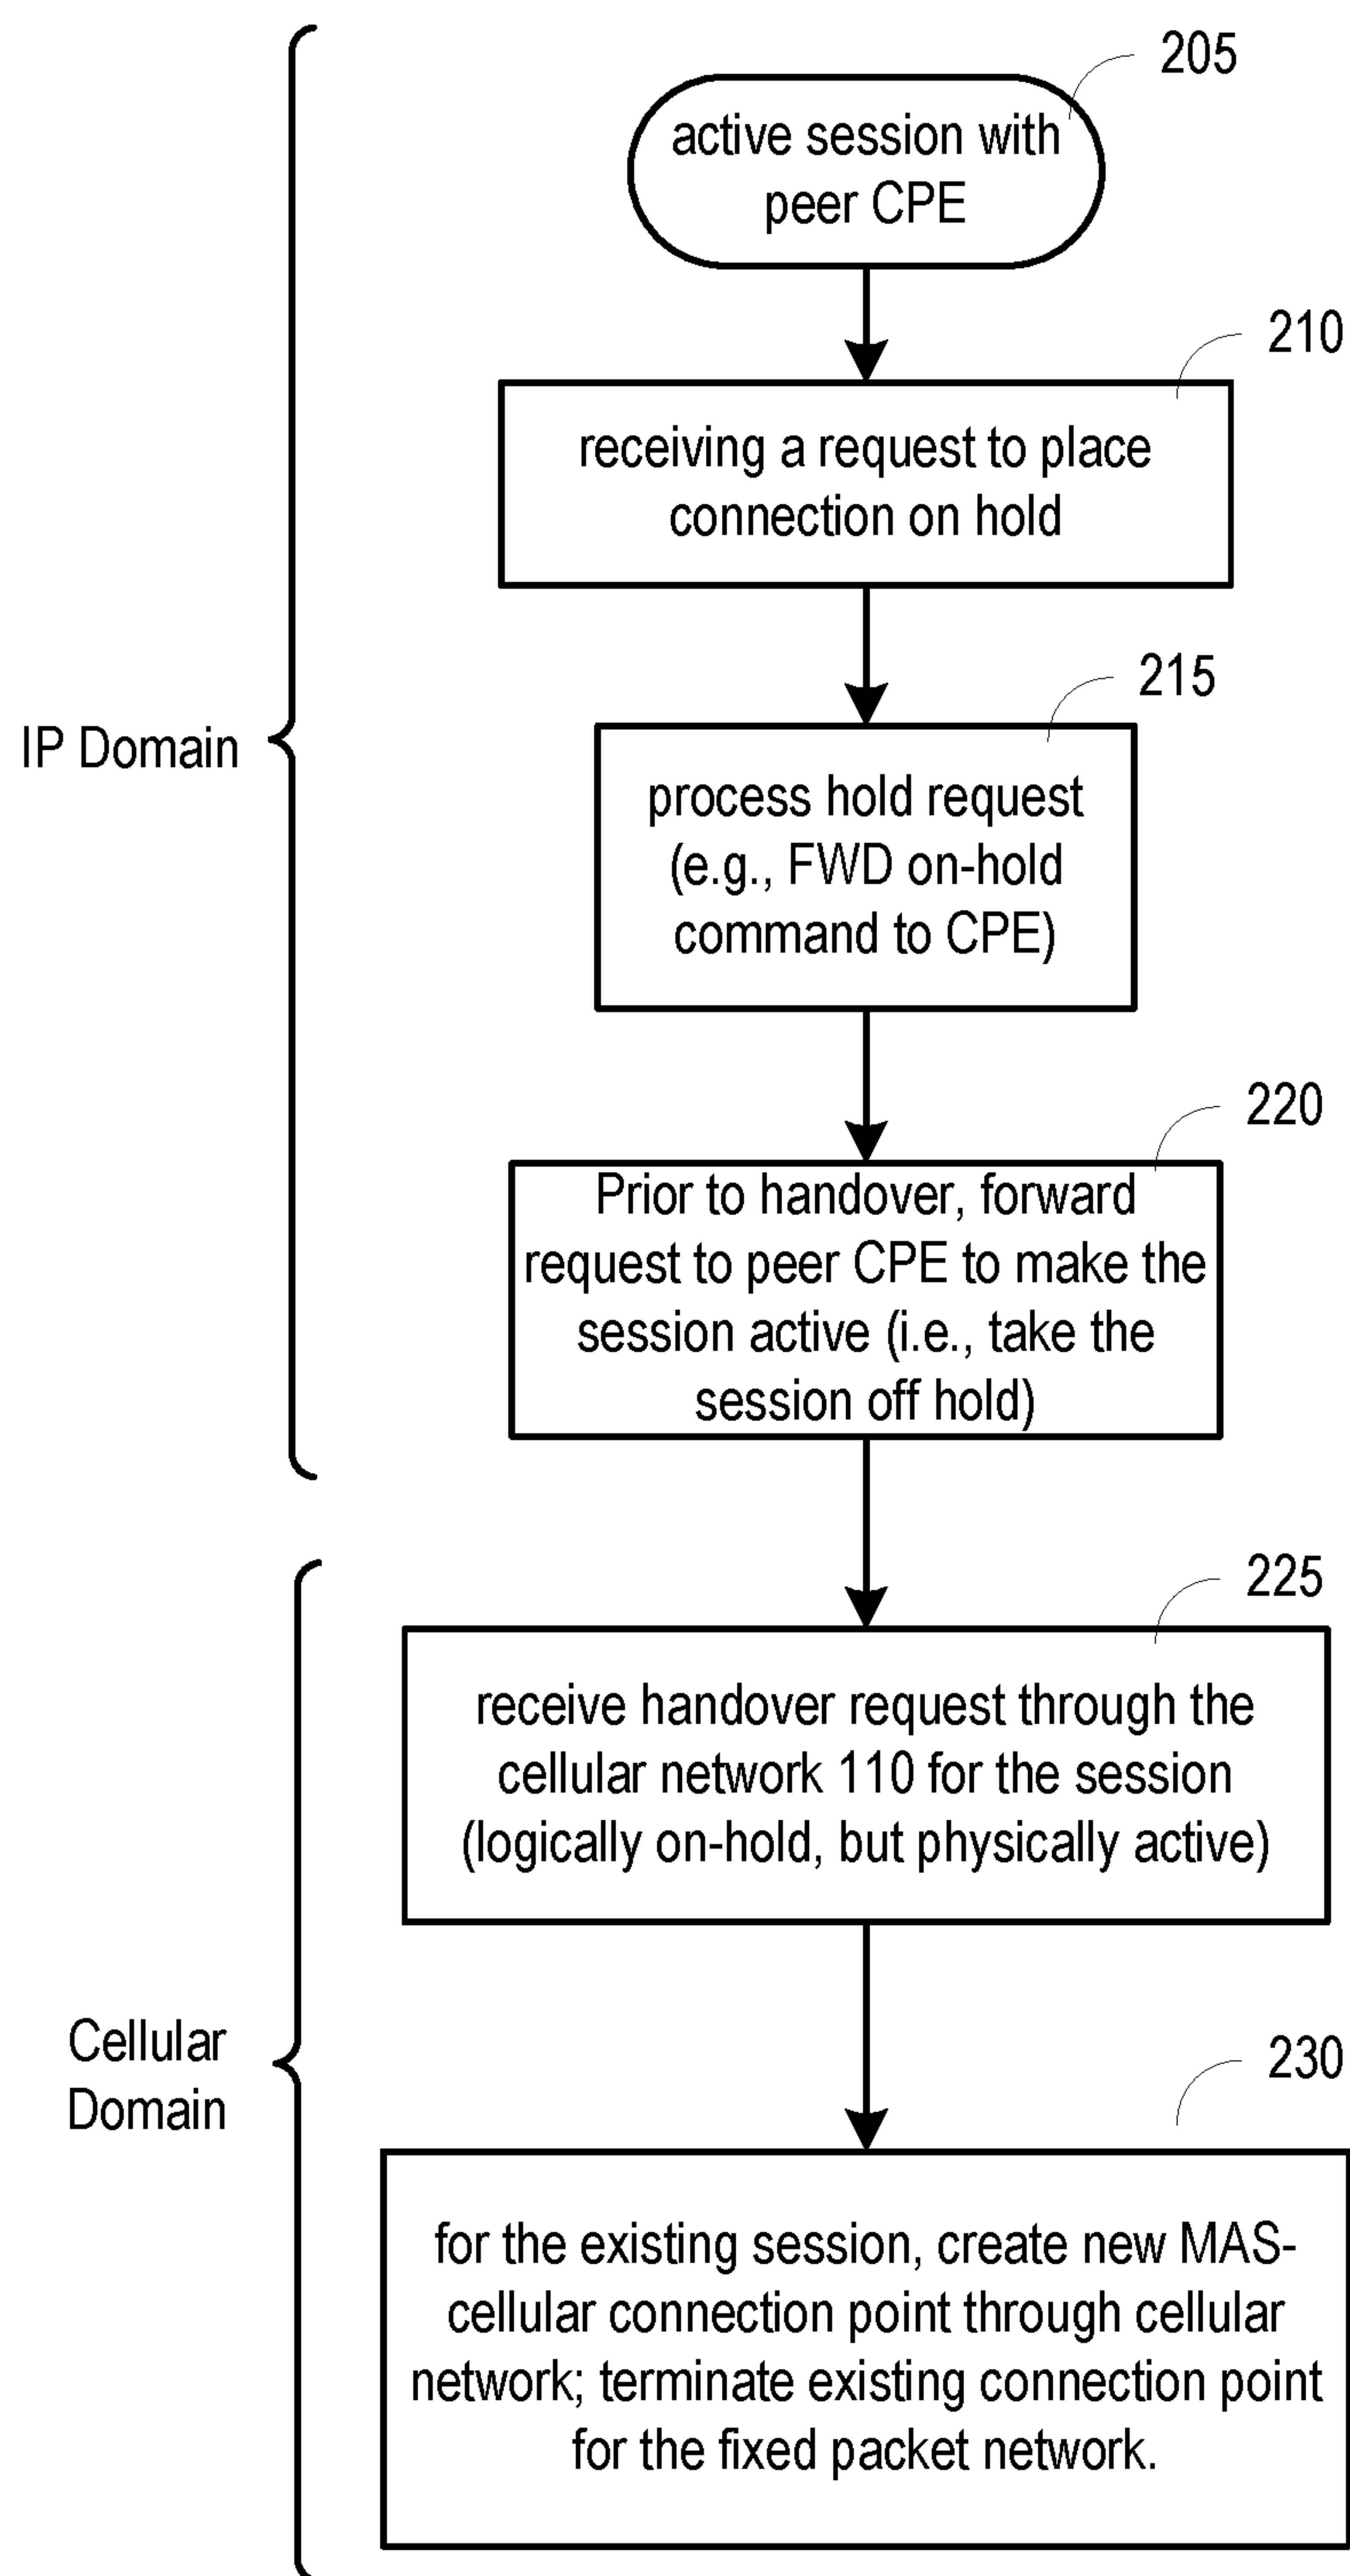 205
active session with
peer CPE
210
receiving a request to place
connection on hold
215
IP Domain
process hold request
(e.g., FWD on-hold
command to CPE)
220
Prior to handover, forward
request to peer CPE to make the
session active (i.e., take the
session off hold)
225
receive handover request through the
cellular network 110 for the session
(logically on-hold, but physically active)
Cellular
Domain
230
for the existing session, create new MAS-
cellular connection point through cellular
network; terminate existing connection point
for the fixed packet network.